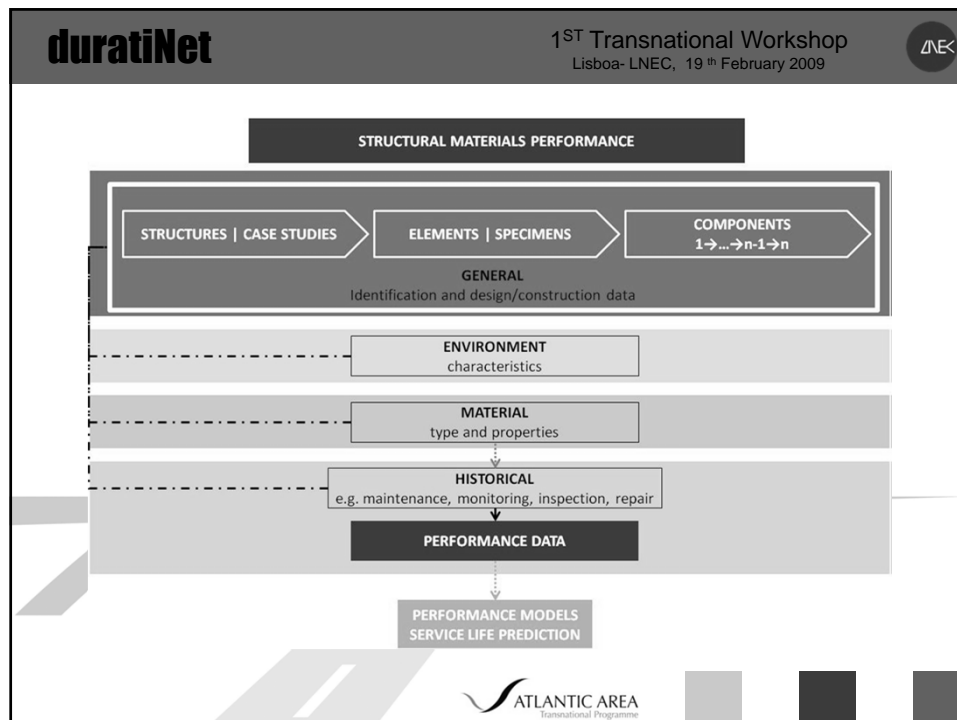 duratiNet
1ST Transnational Workshop
Lisboa- LNEC, 19 th February 2009
LNEC
STRUCTURAL MATERIALS PERFORMANCE
STRUCTURES | CASE STUDIES
ELEMENTS | SPECIMENS
COMPONENTS
1→...→n-1→n
GENERAL
Identification and design/construction data
ENVIRONMENT
characteristics
MATERIAL
type and properties
HISTORICAL
e.g. maintenance, monitoring, inspection, repair
PERFORMANCE DATA
PERFORMANCE MODELS
SERVICE LIFE PREDICTION
ATLANTIC AREA
Transnational Programme